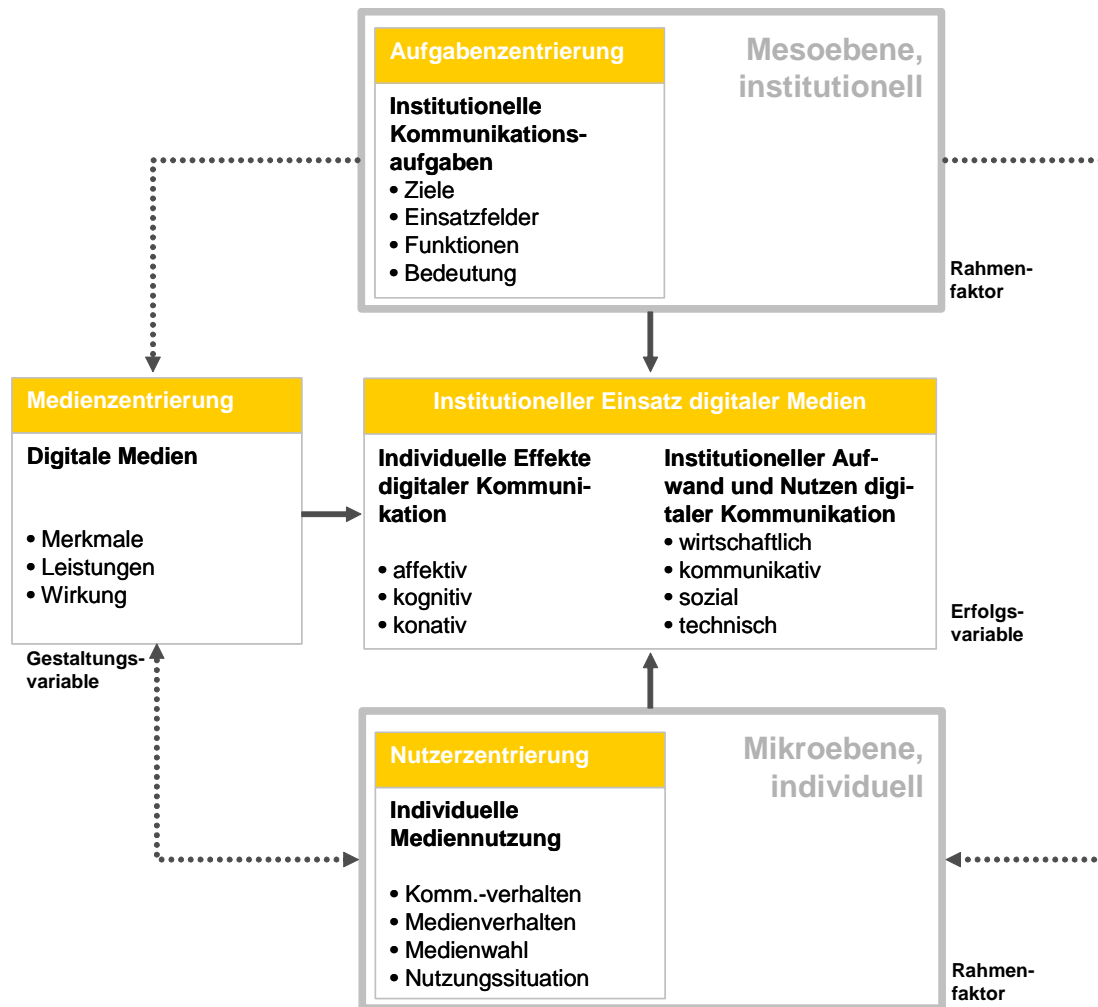 Aufgabenzentrierung
Mesoebene,
institutionell
Institutionelle
Kommunikations-
aufgaben
• Ziele
• Einsatzfelder
• Funktionen
• Bedeutung
Rahmen-
faktor
Medienzentrierung
Digitale Medien
• Merkmale
• Leistungen
• Wirkung
Gestaltungs-
variable
Institutioneller Einsatz digitaler Medien
Individuelle Effekte
digitaler Kommuni-
kation
• affektiv
• kognitiv
• konativ
Institutioneller Auf-
wand und Nutzen digi-
taler Kommunikation
• wirtschaftlich
• kommunikativ
• sozial
• technisch
Erfolgs-
variable
Nutzerzentrierung
Mikroebene,
individuell
Individuelle
Mediennutzung
• Komm.-verhalten
• Medienverhalten
• Medienwahl
• Nutzungssituation
Rahmen-
faktor